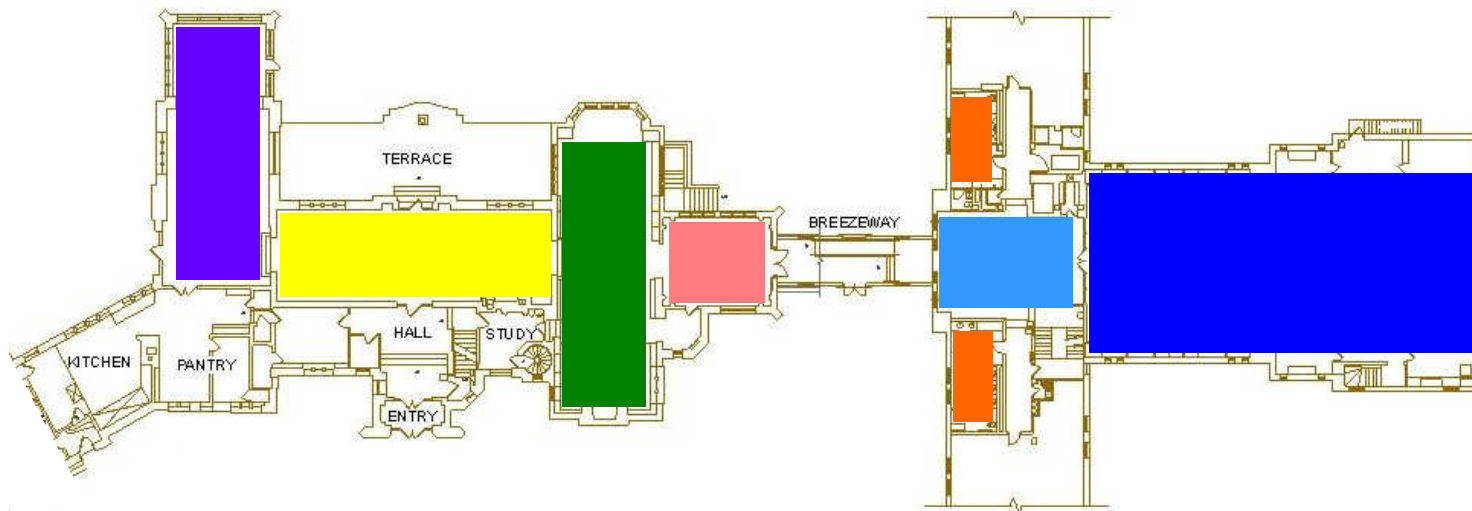 TERRACE
BREEZEWAY
HALL
STUDY
KITCHEN
PANTRY
ENTRY